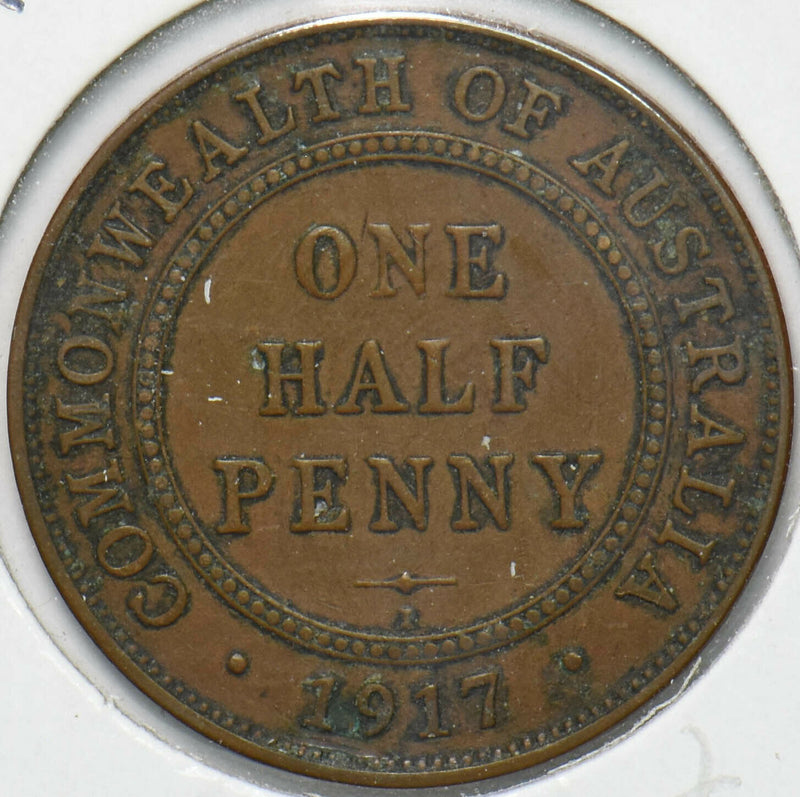 COMMONWEALTH OF AUSTRALIA
ONE
HALF
PENNY
I
1917